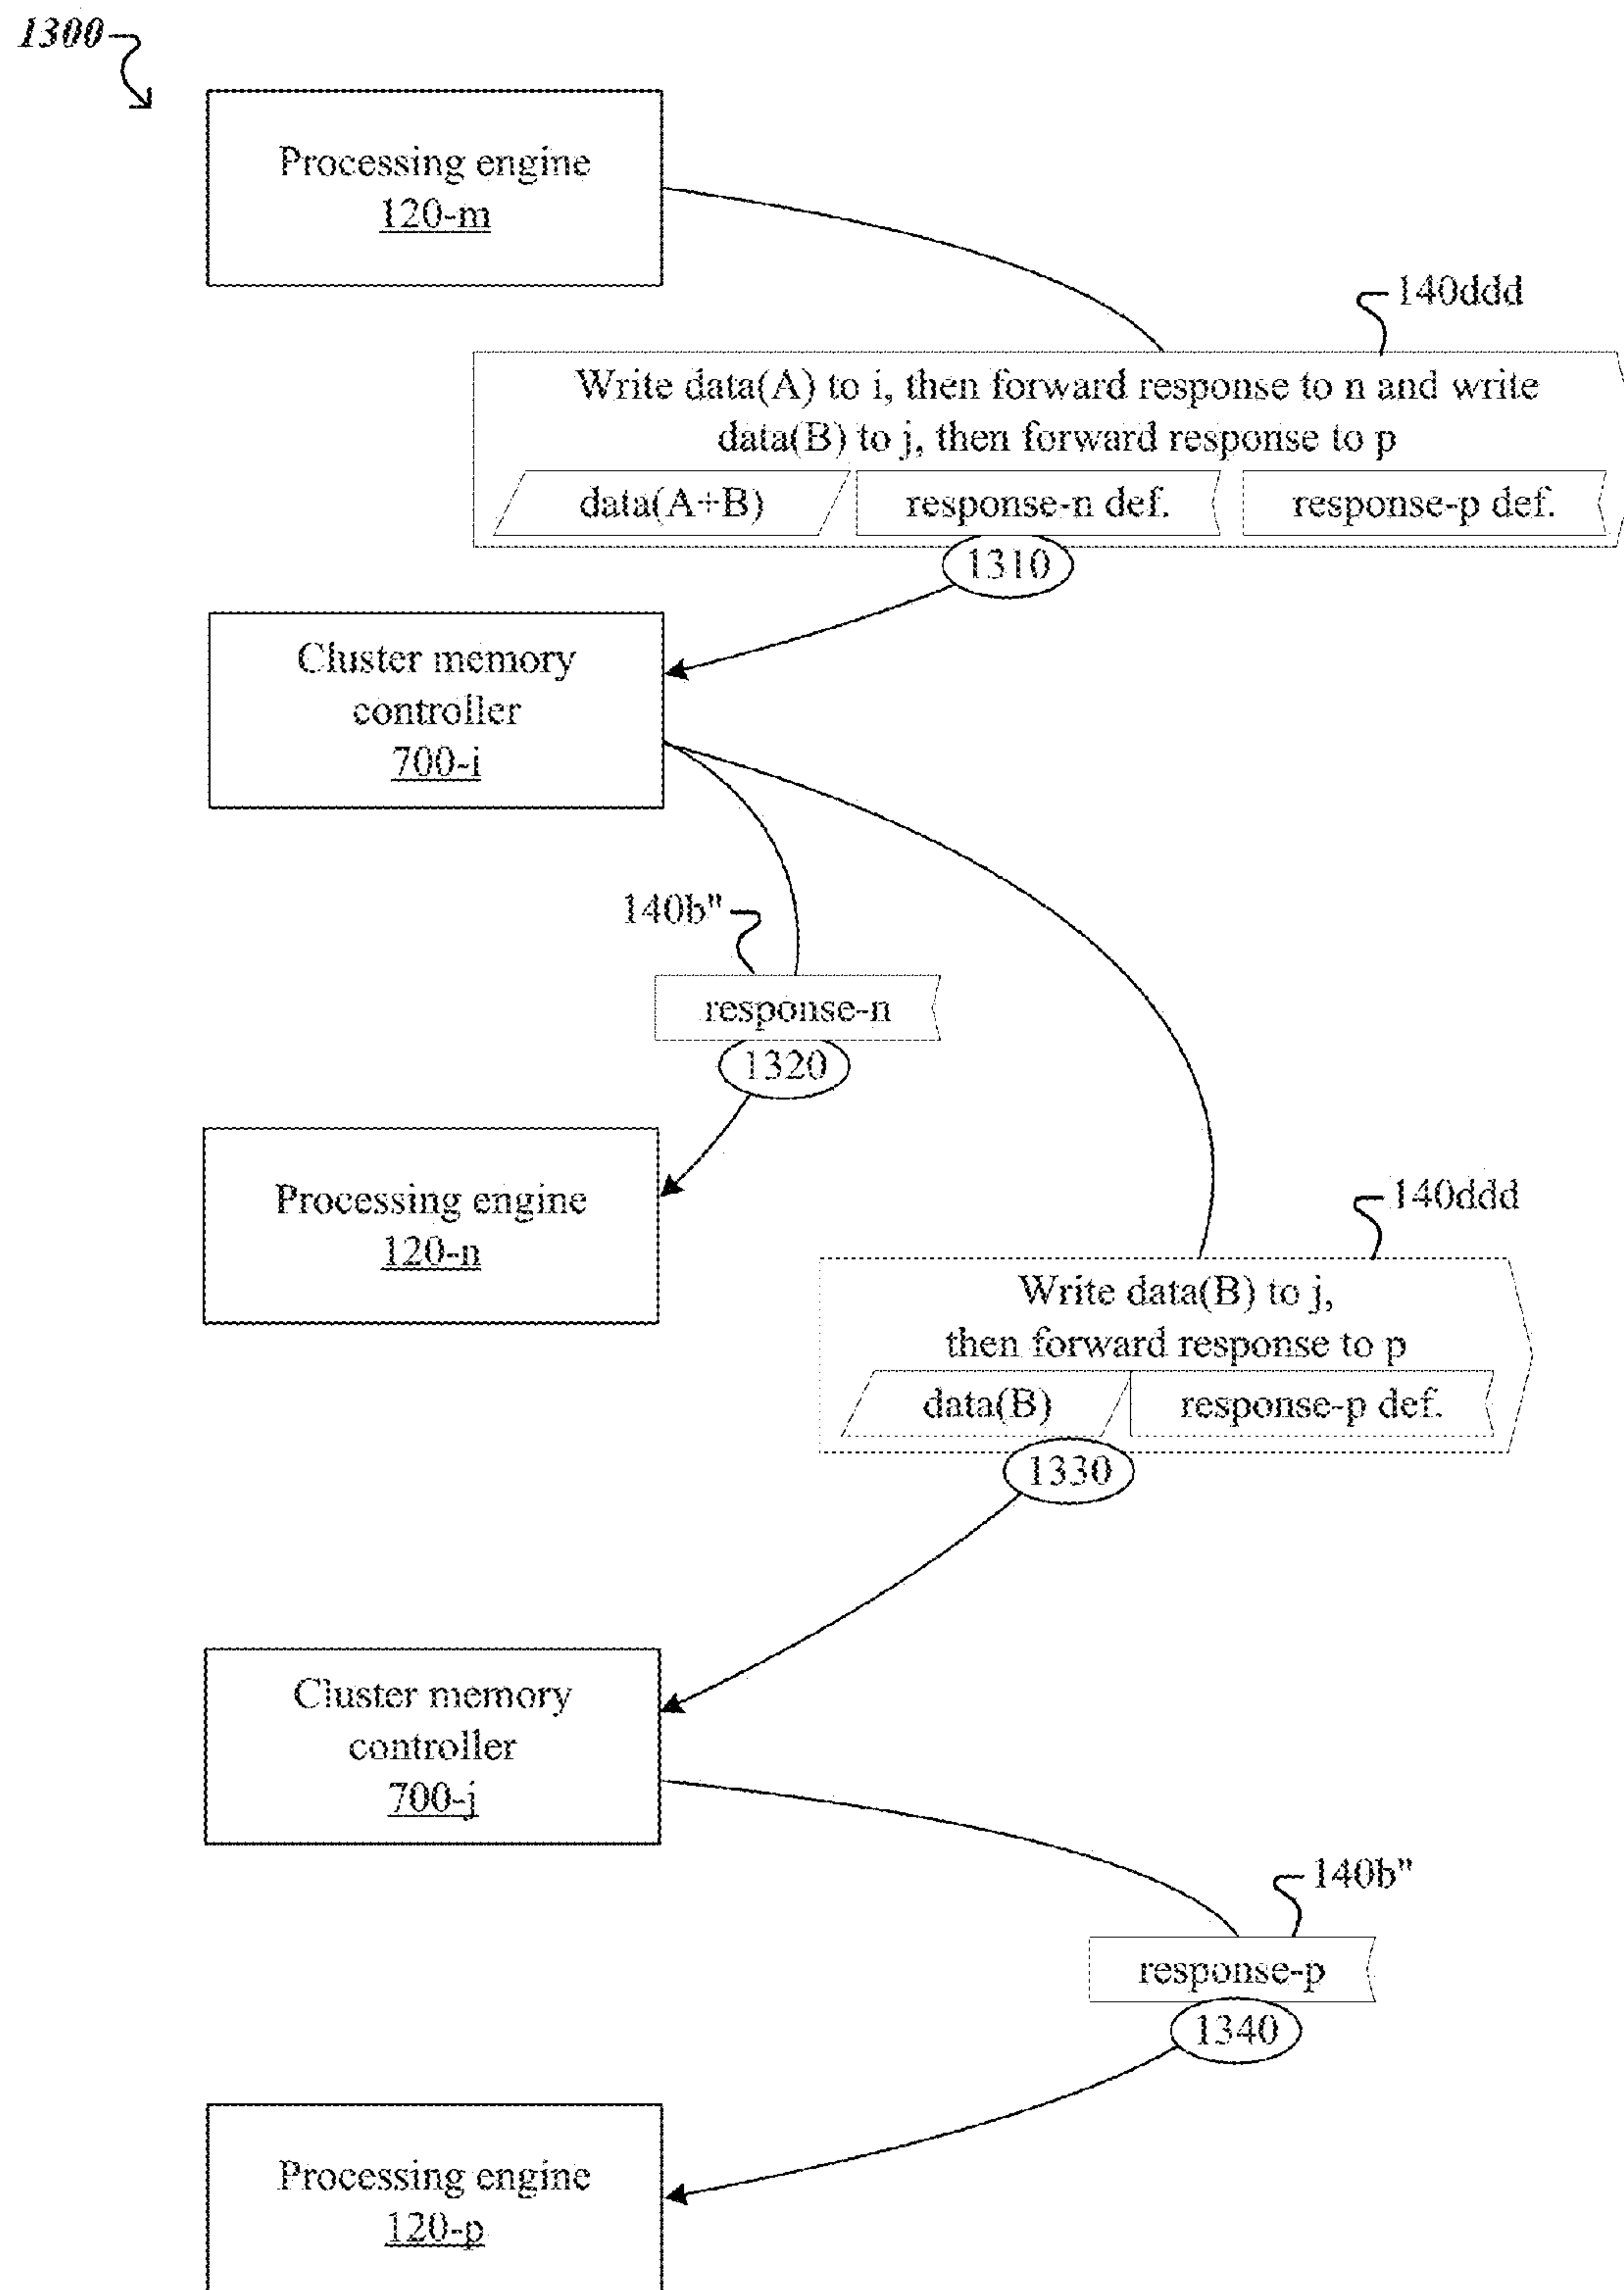 1300
Processing engine
120-m
140ddd
Write data(A) to i, then forward response to n and write
data(B) to j, then forward response to p
data(A+B) response-n def. response-p def.
1310
Cluster memory
controller
700-i
140b"
response-n
1320
Processing engine
120-n
140ddd
Write data(B) to j,
then forward response to p
data(B) response-p def.
1330
Cluster memory
controller
700-j
140b"
response-p
1340
Processing engine
120-p